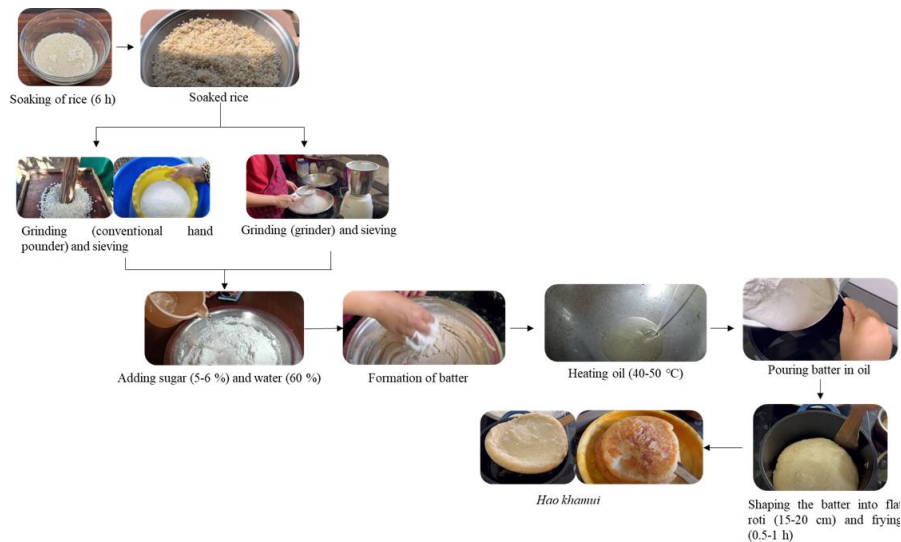 Soaking of rice (6 h)
Soaked rice
Grinding (conventional hand
pounder) and sieving
Grinding (grinder) and sieving
Adding sugar (5-6 %) and water (60 %)
Formation of batter
Heating oil (40-50 °C)
Pouring batter in oil
Shaping the batter into flat
roti (15-20 cm) and frying
(0.5-1 h)
Hao khamui